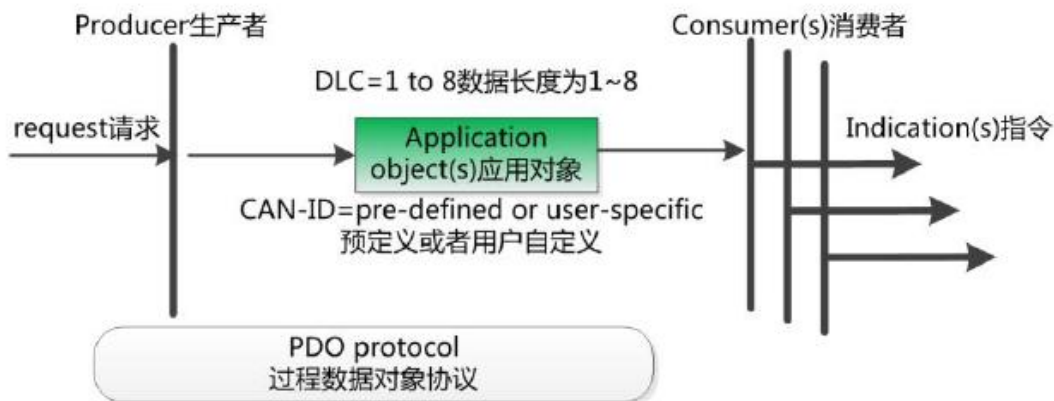 Producer生产者
Consumer(s)消费者
DLC=1 to 8数据长度为1~8
request请求
Application
object(s)应用对象
Indication(s)指令
CAN-ID=pre-defined or user-specific
预定义或者用户自定义
PDO protocol
过程数据对象协议